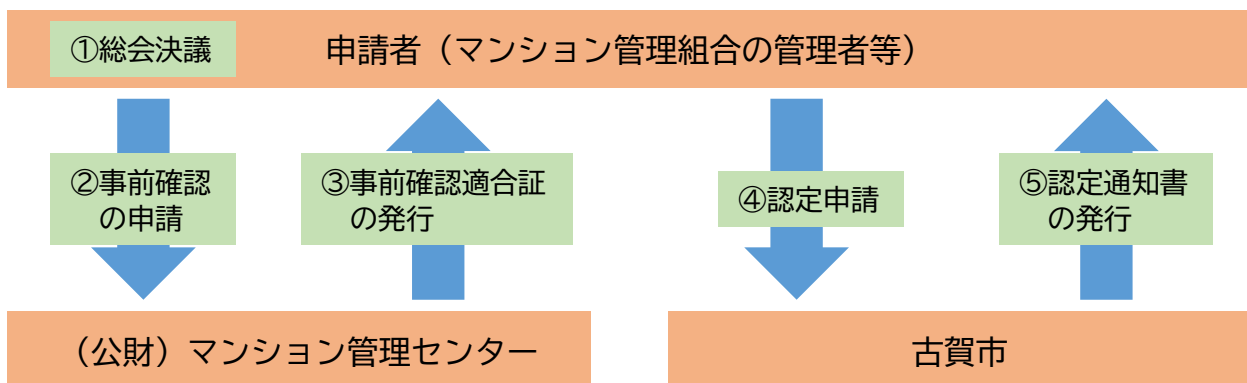 ①総会決議
申請者（マンション管理組合の管理者等）
②事前確認
の申請
③事前確認適合証
の発行
④認定申請
⑤認定通知書
の発行
（公財）マンション管理センター
古賀市